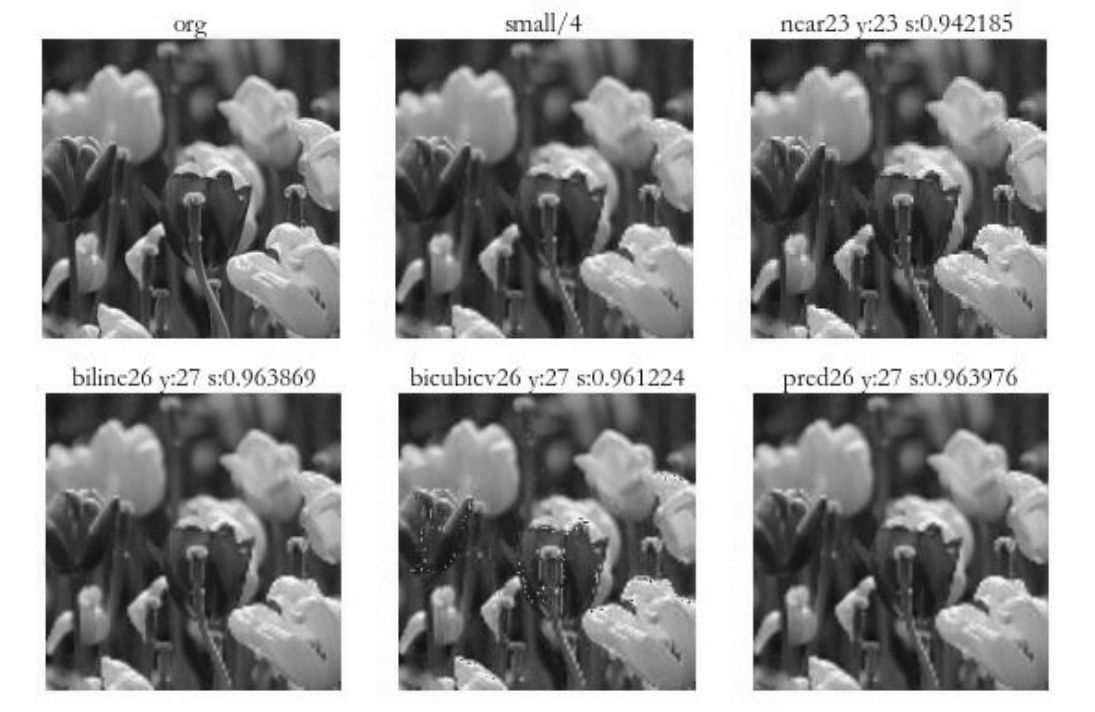 org
small/4
near23 y:23 s:0.942185
biline26 y:27 s:0.963869
bicubicv26 y:27 s:0.961224
pred26 y:27 s:0.963976